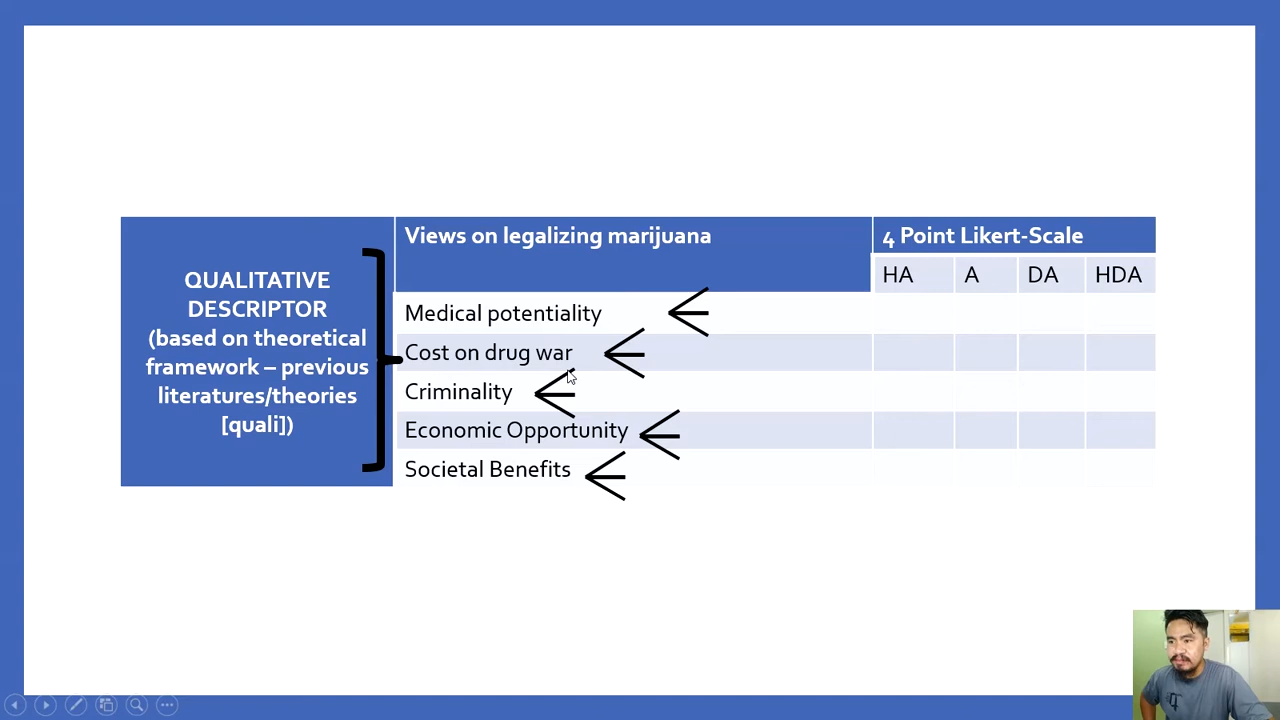 QUALITATIVE
DESCRIPTOR
(based on theoretical
framework – previous
literatures/theories
[quali])
Views on legalizing marijuana
4 Point Likert-Scale
HA A DA HDA
Medical potentiality
Cost on drug war
Criminality
Economic Opportunity
Societal Benefits